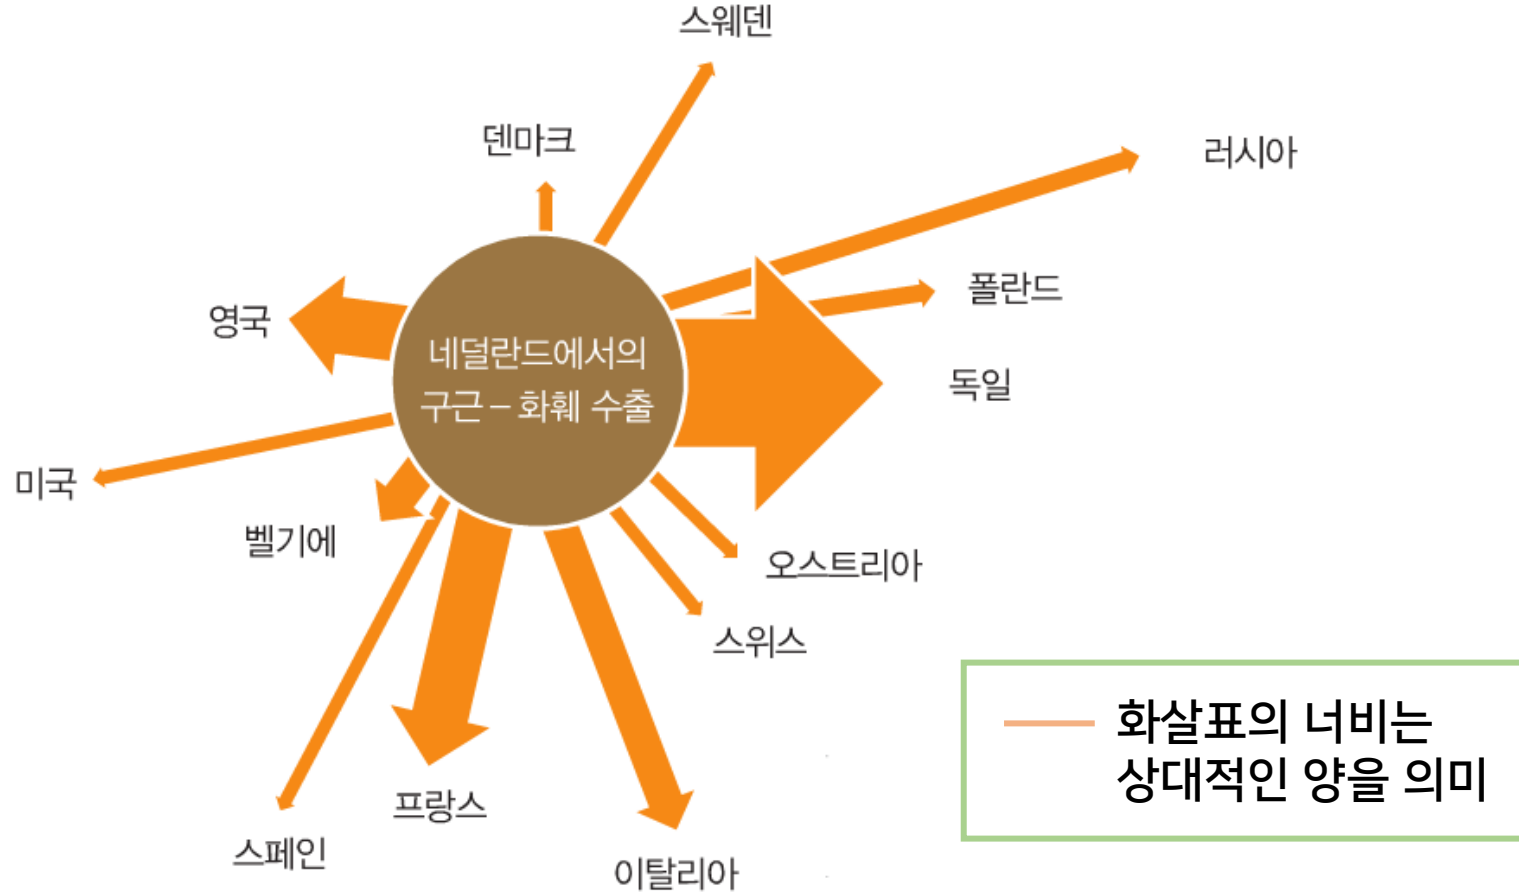 스웨덴
덴마크
러시아
폴란드
영국
네덜란드에서의
구근 – 화훼 수출
독일
미국
벨기에
오스트리아
스위스
프랑스
스페인
이탈리아
화살표의 너비는
상대적인 양을 의미